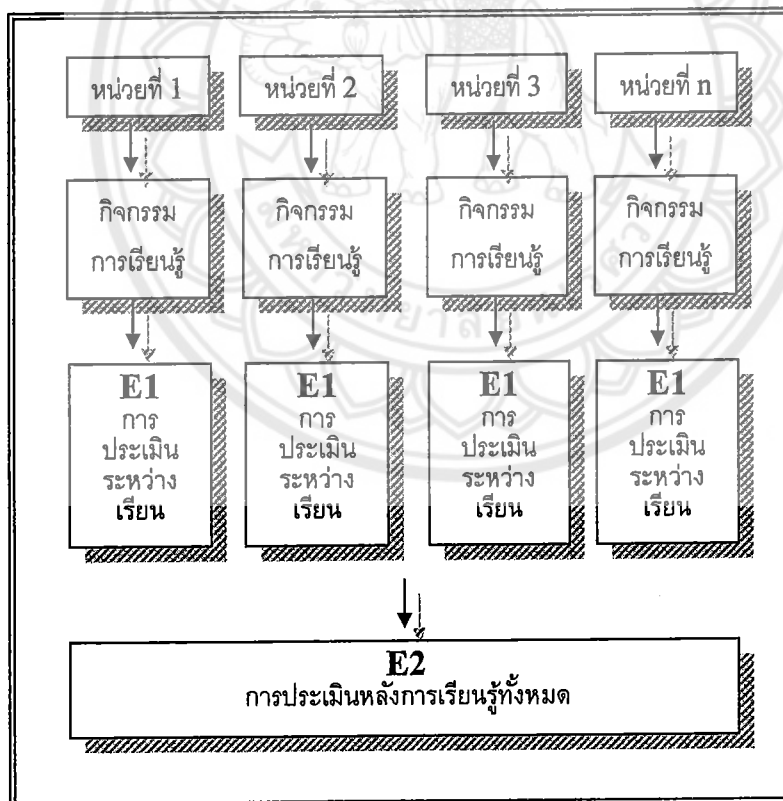 หน่วยที่ 1 หน่วยที่ 2 หน่วยที่ 3 หน่วยที่ n
กิจกรรม กิจกรรม กิจกรรม กิจกรรม
การเรียนรู้ การเรียนรู้ การเรียนรู้ การเรียนรู้
E1 E1 E1 E1
การ การ การ การ
ประเมิน ประเมิน ประเมิน ประเมิน
ระหว่าง ระหว่าง ระหว่าง ระหว่าง
เรียน เรียน เรียน เรียน
E2
การประเมินหลังการเรียนรู้ทั้งหมด